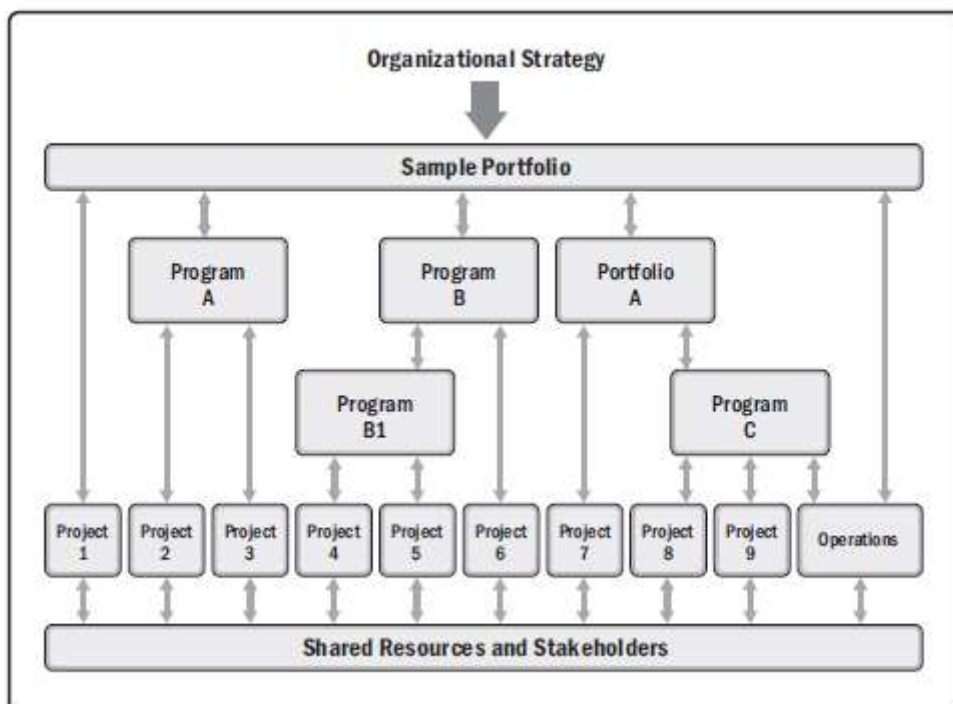 Organizational Strategy
Sample Portfolio
Program
A
Program
B
Portfolio
A
Program
B1
Program
C
Project
1
Project
2
Project
3
Project
4
Project
5
Project
6
Project
7
Project
8
Project
9
Operations
Shared Resources and Stakeholders